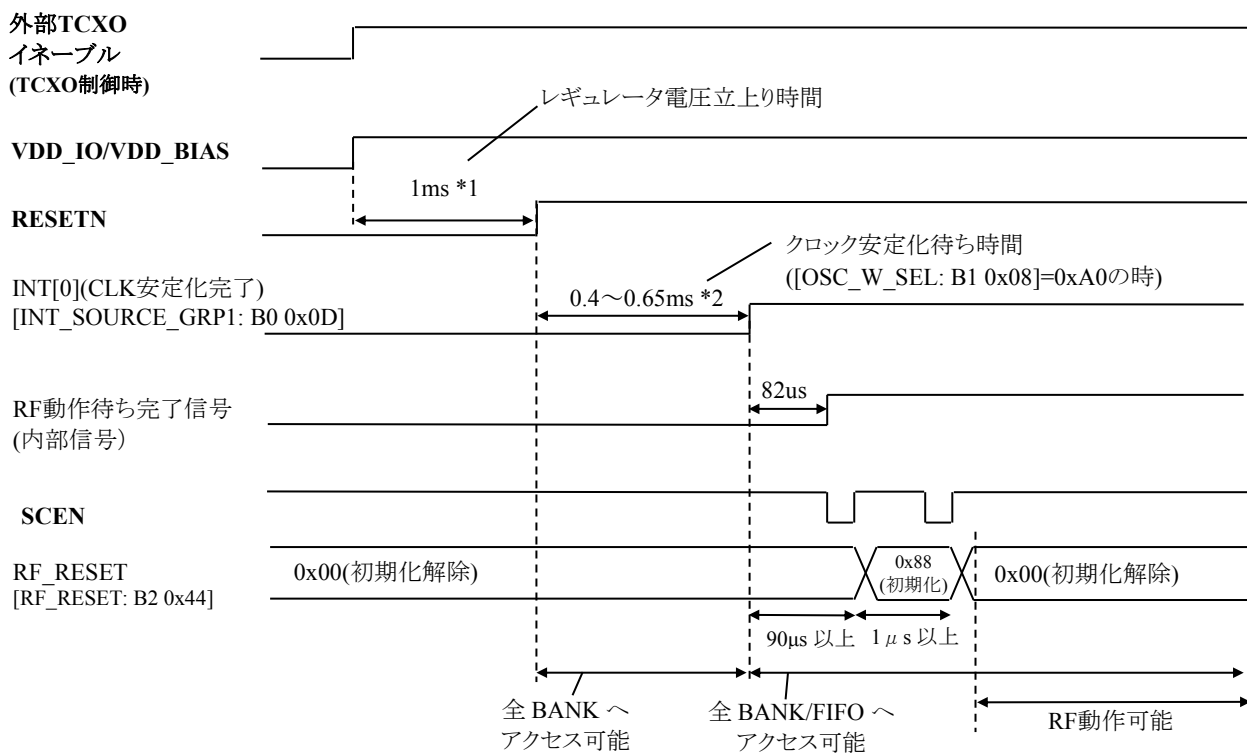 外部TCXO
イネーブル
(TCXO制御時)
レギュレータ電圧立上り時間
VDD_IO/VDD_BIAS
1ms *1
RESETN
クロック安定化待ち時間
([OSC_W_SEL: B1 0x08]=0xA0の時)
INT[0](CLK安定化完了)
[INT_SOURCE_GRP1: B0 0x0D]
0.4～0.65ms *2
82us
RF動作待ち完了信号
(内部信号）
SCEN
RF_RESET
[RF_RESET: B2 0x44]
0x00(初期化解除)
0x88
(初期化)
0x00(初期化解除)
90μs 以上
1μs 以上
全 BANK へ
アクセス可能
全 BANK/FIFO へ
アクセス可能
RF動作可能